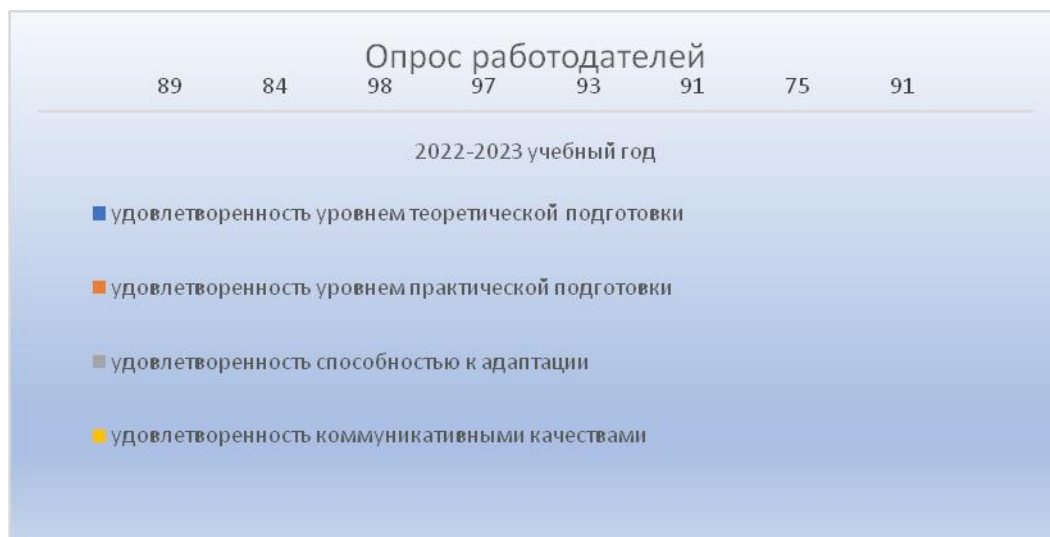 Опрос работодателей
89 84 98 97 93 91 75 91
2022-2023 учебный год
удовлетворенность уровнем теоретической подготовки
удовлетворенность уровнем практической подготовки
удовлетворенность способностью к адаптации
удовлетворенность коммуникативными качествами